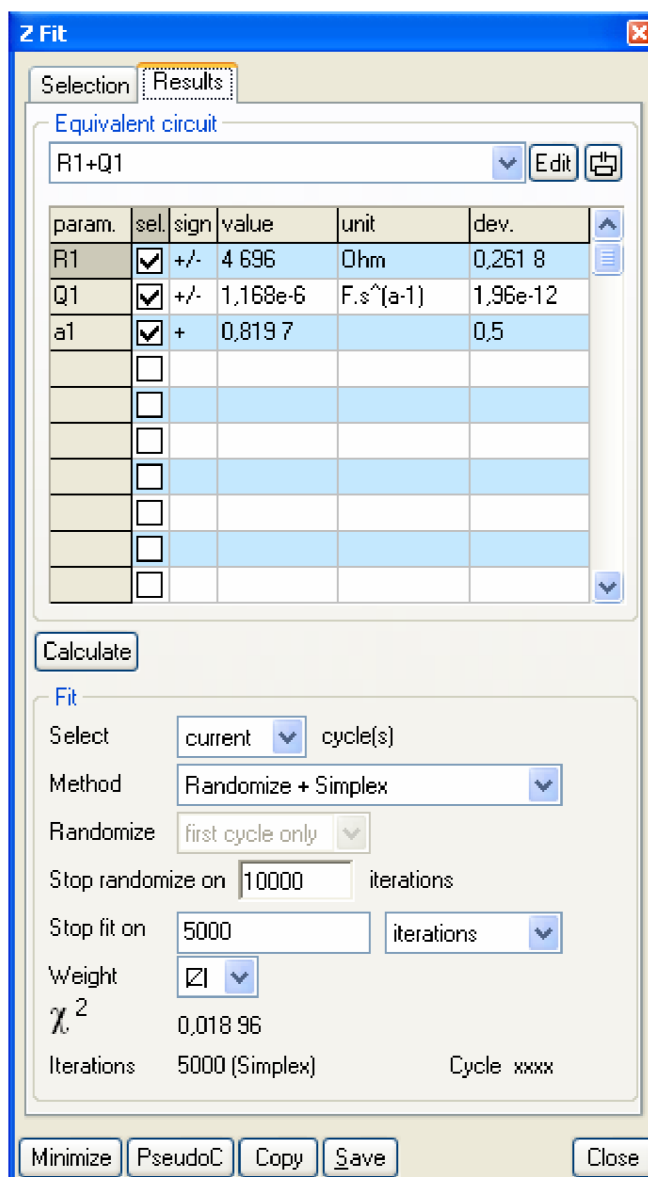 Z Fit
Selection Results
Equivalent circuit
R1+Q1 Edit
param. sel. sign value unit dev.
R1 +/- 4 696 Ohm 0,261 8
Q1 +/- 1,168e-6 F.s^(a-1) 1,96e-12
a1 + 0,819 7 0,5
Calculate
Fit
Select current cycle(s)
Method Randomize + Simplex
Randomize first cycle only
Stop randomize on 10000 iterations
Stop fit on 5000 iterations
Weight |Z|
χ 2 0,018 96
Iterations 5000 (Simplex) Cycle xxxx
Minimize PseudoC Copy Save Close